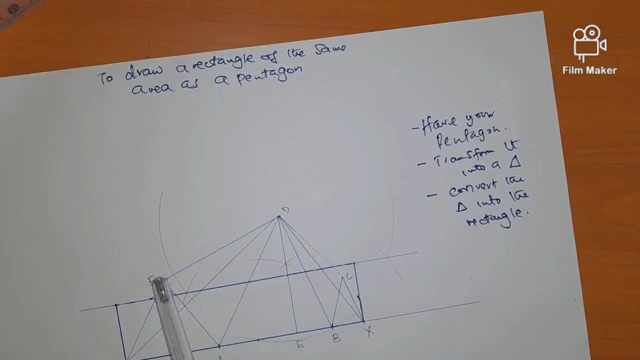 To draw a rectangle of the same
area as a pentagon.
Film Maker
- Have your
Pentagon.
- Transform it
into a Δ
- convert the
Δ into the
rectangle.
D
C
A
E
B
X